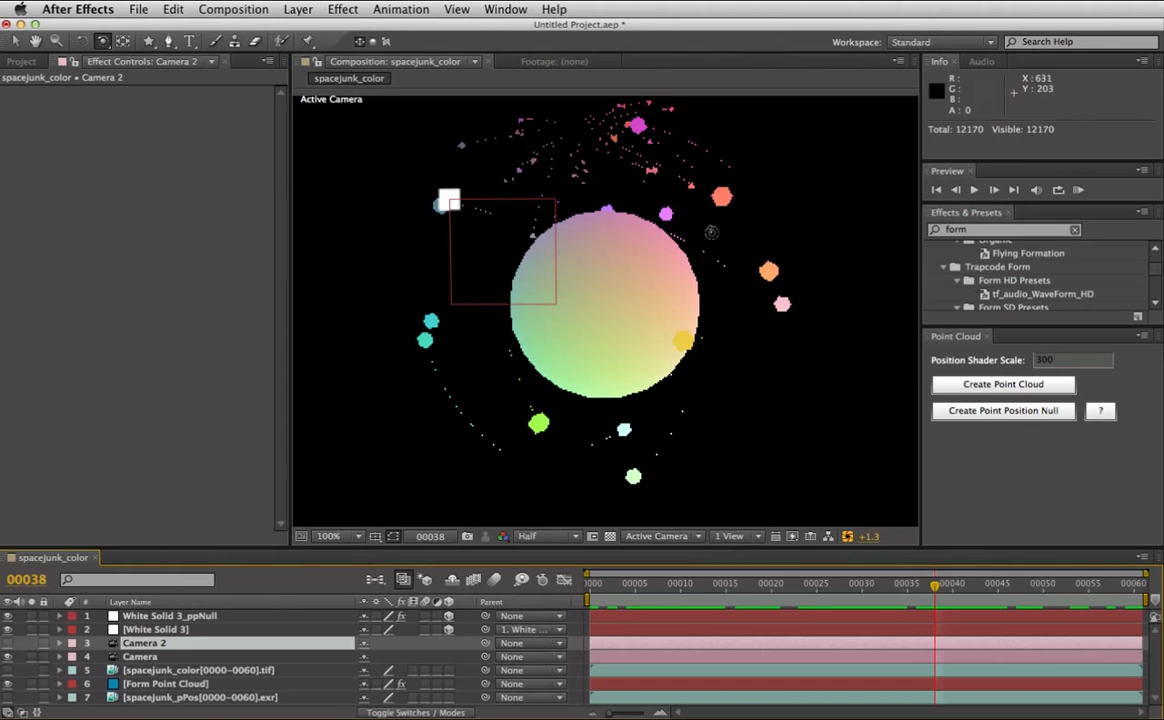 After Effects File Edit Composition Layer Effect Animation View Window Help
Untitled Project.aep *
Workspace: Standard Search Help
Project Effect Controls: Camera 2 Composition: spacejunk_color Footage: (none) Info Audio
spacejunk_color • Camera 2 spacejunk_color
Active Camera
R : X : 631
G : Y : 203
B :
A : 0
Total: 12170 Visible: 12170
Preview
Effects & Presets
form
Organic
Flying Formation
Trapcode Form
Form HD Presets
tf_audio_WaveForm_HD
Form SD Presets
Point Cloud
Position Shader Scale: 300
Create Point Cloud
Create Point Position Null ?
100% 00038 Half Active Camera 1 View +1.3
spacejunk_color
00038 0000 00005 00010 00015 00020 00025 00030 00035 00040 00045 00050 00055 00060
# Layer Name Parent
1 White Solid 3_ppNull None
2 [White Solid 3] 1. White ...
3 Camera 2 None
4 Camera None
5 [spacejunk_color[0000-0060].tif] None
6 [Form Point Cloud] None
7 [spacejunk_pPos[0000-0060].exr] None
Toggle Switches / Modes